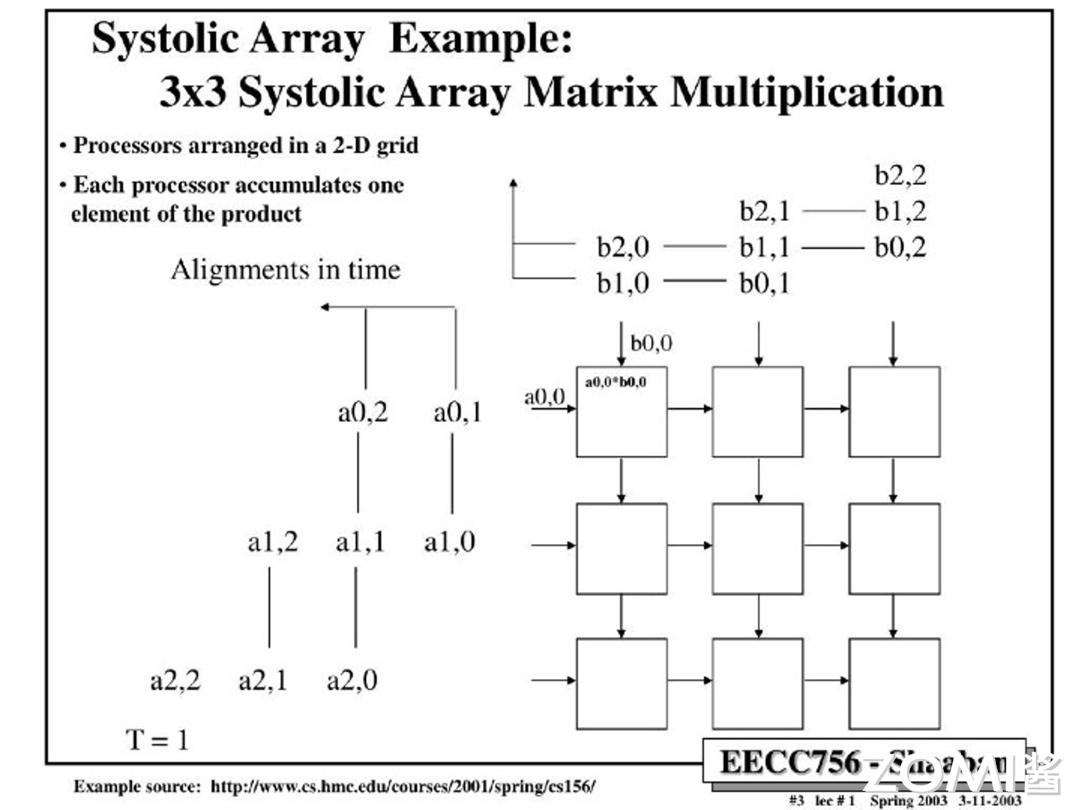 Systolic Array Example:
3x3 Systolic Array Matrix Multiplication
• Processors arranged in a 2-D grid
• Each processor accumulates one
element of the product
Alignments in time
b2,2
b2,1 b1,2
b2,0 b1,1 b0,2
b1,0 b0,1
b0,0
a0,2 a0,1 a0,0 a0,0*b0,0
a1,2 a1,1 a1,0
a2,2 a2,1 a2,0
T = 1
EECC756 - Shaaban
Example source: http://www.cs.hmc.edu/courses/2001/spring/cs156/
#3 lec # 1 Spring 2003 3-11-2003
ZOMI酱